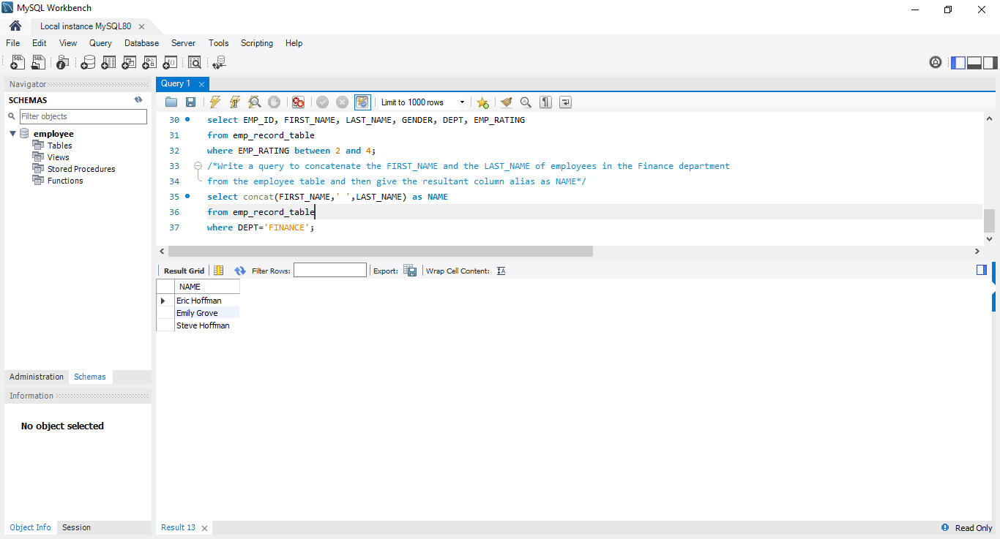 MySQL Workbench
Local instance MySQL80
File Edit View Query Database Server Tools Scripting Help
Navigator
SCHEMAS
Filter objects
employee
Tables
Views
Stored Procedures
Functions
Administration Schemas
Information
No object selected
Object Info Session
Query 1
Limit to 1000 rows
30 select EMP_ID, FIRST_NAME, LAST_NAME, GENDER, DEPT, EMP_RATING
31 from emp_record_table
32 where EMP_RATING between 2 and 4;
33 /*Write a query to concatenate the FIRST_NAME and the LAST_NAME of employees in the Finance department
34 from the employee table and then give the resultant column alias as NAME*/
35 select concat(FIRST_NAME,' ',LAST_NAME) as NAME
36 from emp_record_table
37 where DEPT='FINANCE';
Result Grid Filter Rows: Export: Wrap Cell Content:
NAME
Eric Hoffman
Emily Grove
Steve Hoffman
Result 13
Read Only